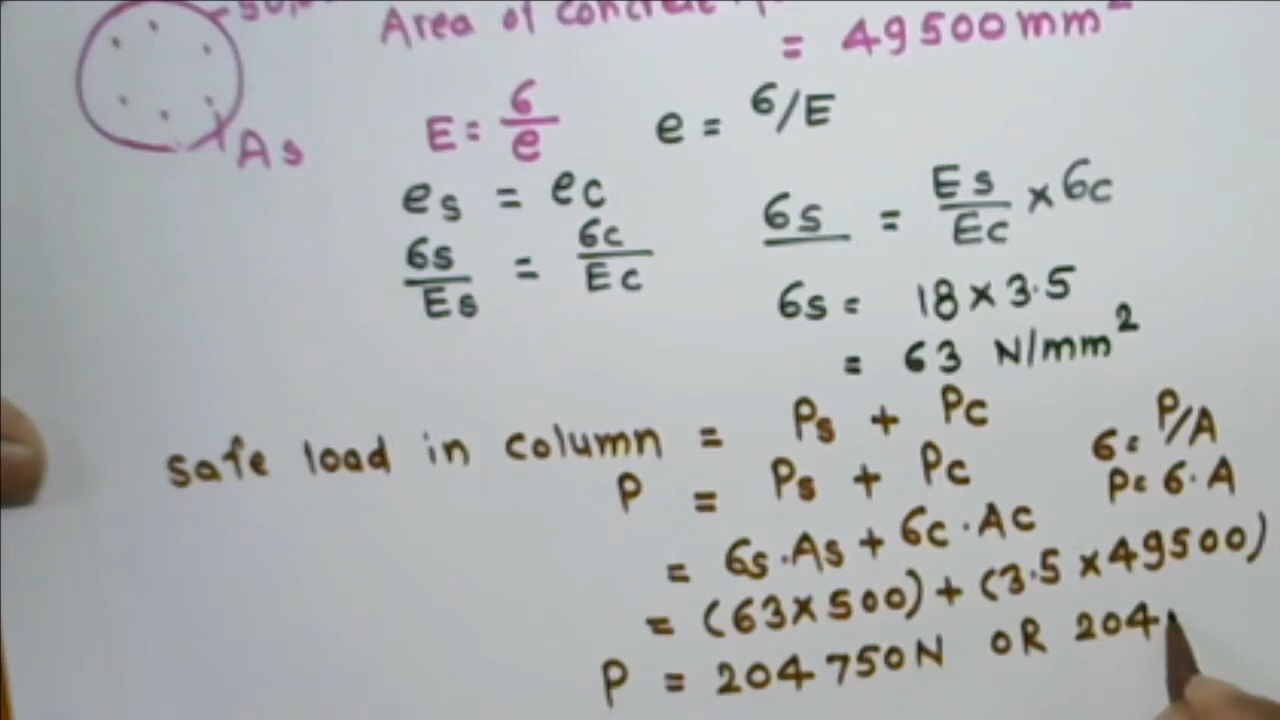 Area of concrete
= 49500 mm²
As
E = 6/e
e = 6/E
es = ec
6s/Es = 6c/Ec
6s = Es/Ec × 6c
6s = 18 × 3.5
= 63 N/mm²
safe load in column = Ps + Pc
P = Ps + Pc
6 = P/A
P = 6.A
= 6s.As + 6c.Ac
= (63×500) + (3.5 × 49500)
P = 204750N OR 204